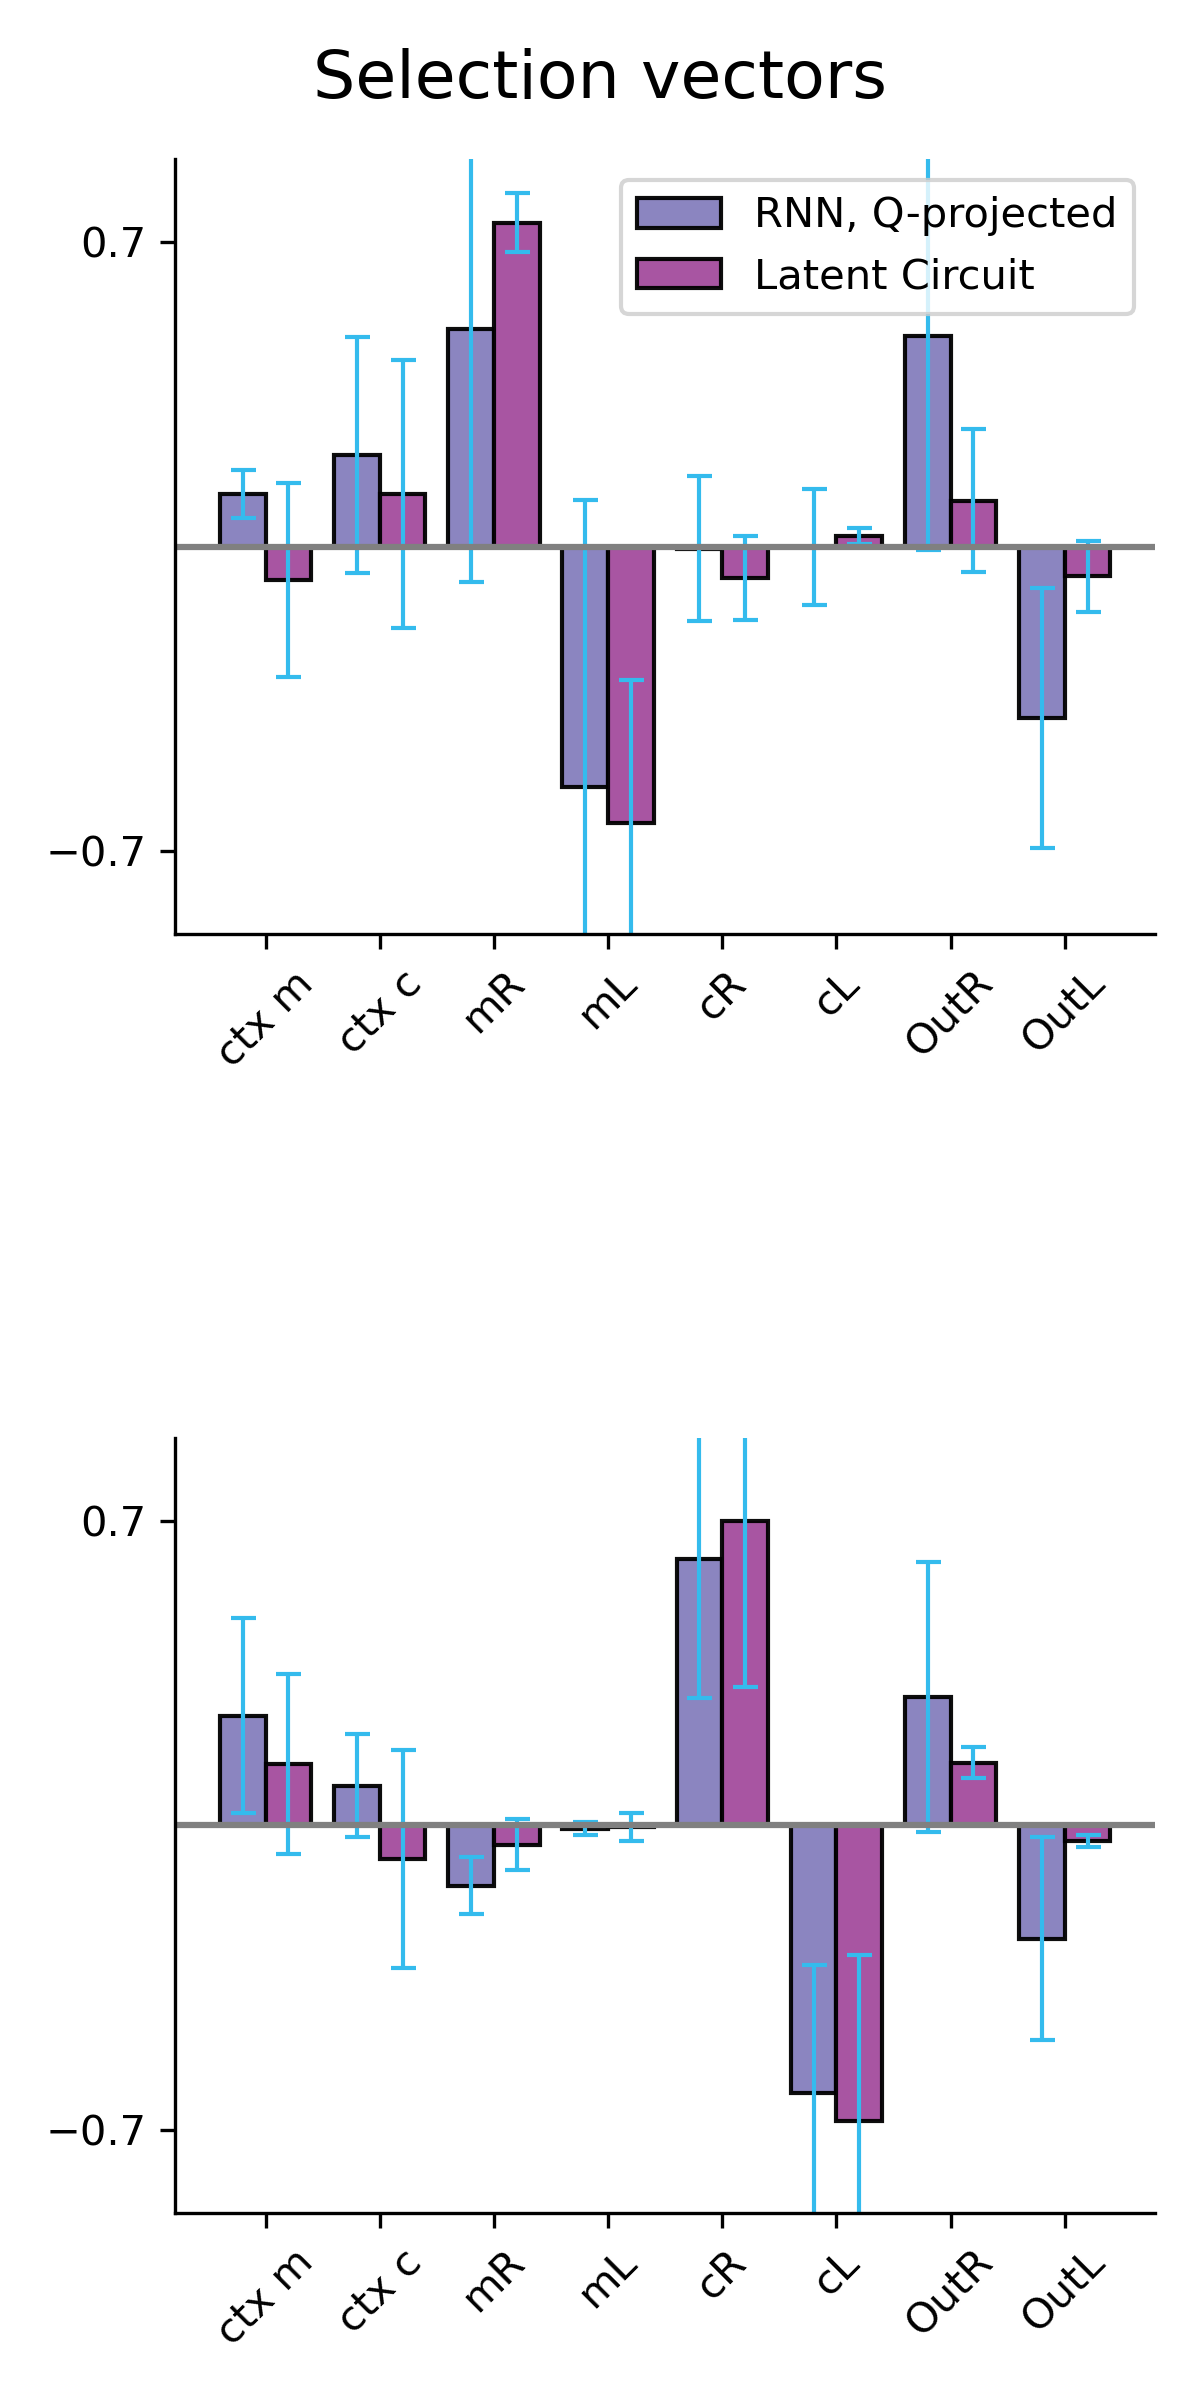 Selection vectors
RNN, Q-projected
Latent Circuit
0.7
−0.7
ctx m
ctx c
mR
mL
cR
cL
OutR
OutL
0.7
−0.7
ctx m
ctx c
mR
mL
cR
cL
OutR
OutL